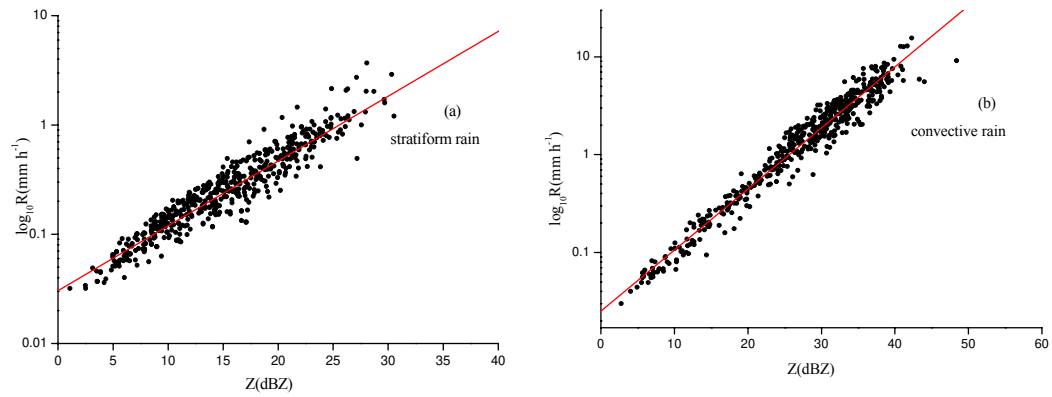 10
1
0.1
0.01
0 5 10 15 20 25 30 35 40
log₁₀R(mm h⁻¹)
Z(dBZ)
(a)
stratiform rain
10
1
0.1
0 10 20 30 40 50 60
log₁₀R(mm h⁻¹)
Z(dBZ)
(b)
convective rain